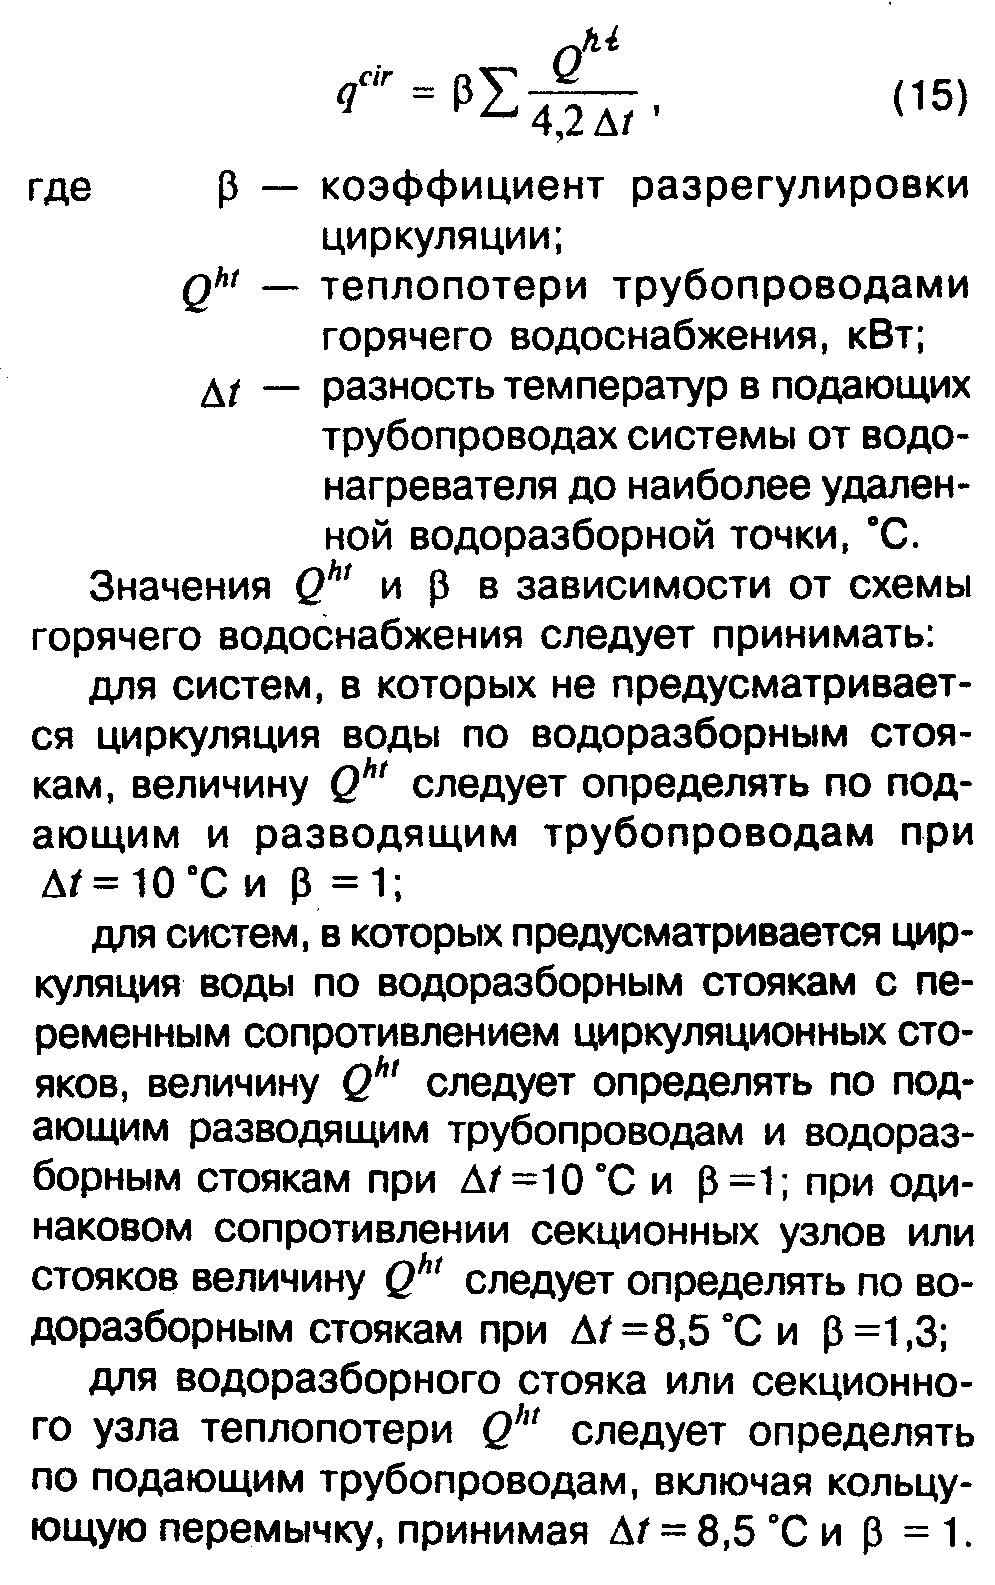 q^cir = β∑ Q^ht / 4,2 Δt , (15)
где β — коэффициент разрегулировки
циркуляции;
Q^ht — теплопотери трубопроводами
горячего водоснабжения, кВт;
Δt — разность температур в подающих
трубопроводах системы от водо-
нагревателя до наиболее удален-
ной водоразборной точки, °С.
Значения Q^ht и β в зависимости от схемы
горячего водоснабжения следует принимать:
для систем, в которых не предусматривает-
ся циркуляция воды по водоразборным стоя-
кам, величину Q^ht следует определять по под-
ающим и разводящим трубопроводам при
Δt = 10 °С и β = 1;
для систем, в которых предусматривается цир-
куляция воды по водоразборным стоякам с пе-
ременным сопротивлением циркуляционных сто-
яков, величину Q^ht следует определять по под-
ающим разводящим трубопроводам и водораз-
борным стоякам при Δt =10 °С и β =1; при оди-
наковом сопротивлении секционных узлов или
стояков величину Q^ht следует определять по во-
доразборным стоякам при Δt =8,5 °С и β =1,3;
для водоразборного стояка или секционно-
го узла теплопотери Q^ht следует определять
по подающим трубопроводам, включая кольцу-
ющую перемычку, принимая Δt = 8,5 °С и β = 1.